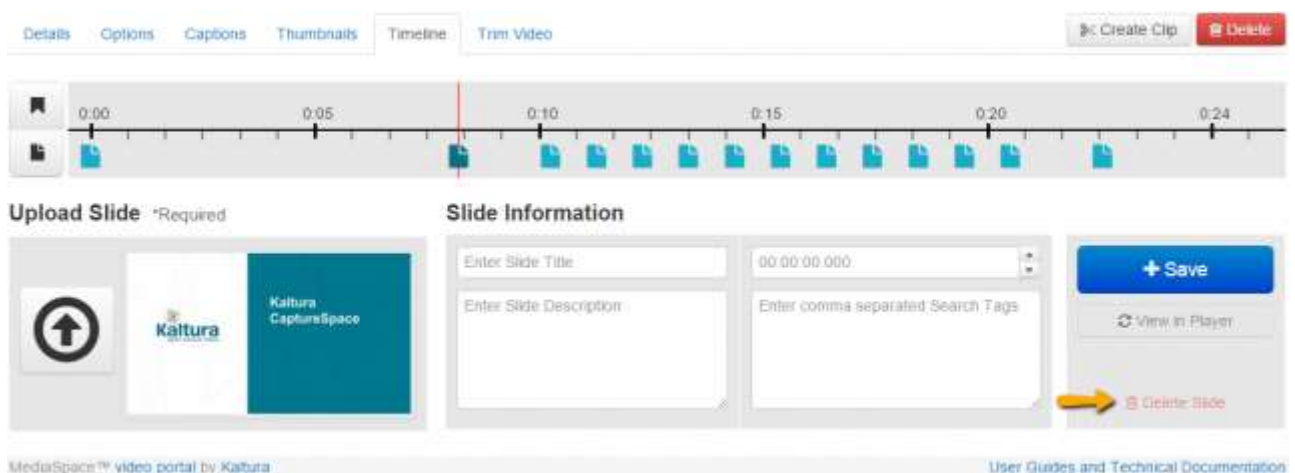 Details Options Captions Thumbnails Timeline Trim Video Create Clip Delete
0:00 0:05 0:10 0:15 0:20 0:24
Upload Slide *Required Slide Information
Enter Slide Title 00:00:00.000
+ Save
Enter Slide Description Enter comma separated Search Tags
Kaltura
CaptureSpace
Kaltura
View in Player
Delete Slide
MediaSpace™ video portal by Kaltura User Guides and Technical Documentation